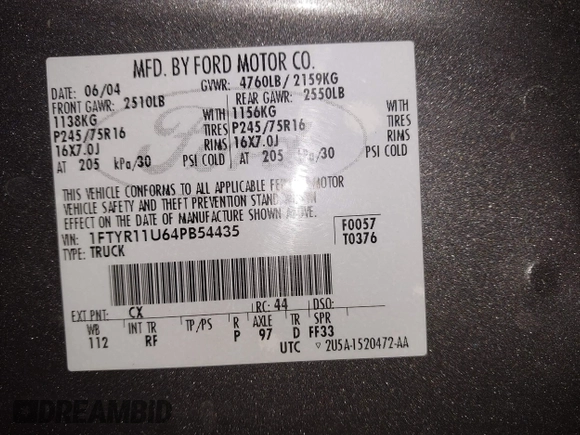 MFD. BY FORD MOTOR CO.
DATE: 06/04 GVWR: 4760LB/ 2159KG
FRONT GAWR: 2510LB REAR GAWR: 2550LB
1138KG WITH 1156KG WITH
P245/75R16 TIRES P245/75R16 TIRES
16X7.0J RIMS 16X7.0J RIMS
AT 205 kPa/30 PSI COLD AT 205 kPa/30 PSI COLD
THIS VEHICLE CONFORMS TO ALL APPLICABLE MOTOR
VEHICLE SAFETY AND THEFT PREVENTION IN
EFFECT ON THE DATE OF MANUFACTURE SHOWN ABOVE.
VIN: 1FTYR11U64PB54435 F0057
TYPE: TRUCK T0376
EXT PNT: CX RC: 44 DSO:
WB INT TR TP/PS R AXLE TR SPR
112 RF P 97 D FF33
UTC ▽ 2U5A-1520472-AA
DREAMBID